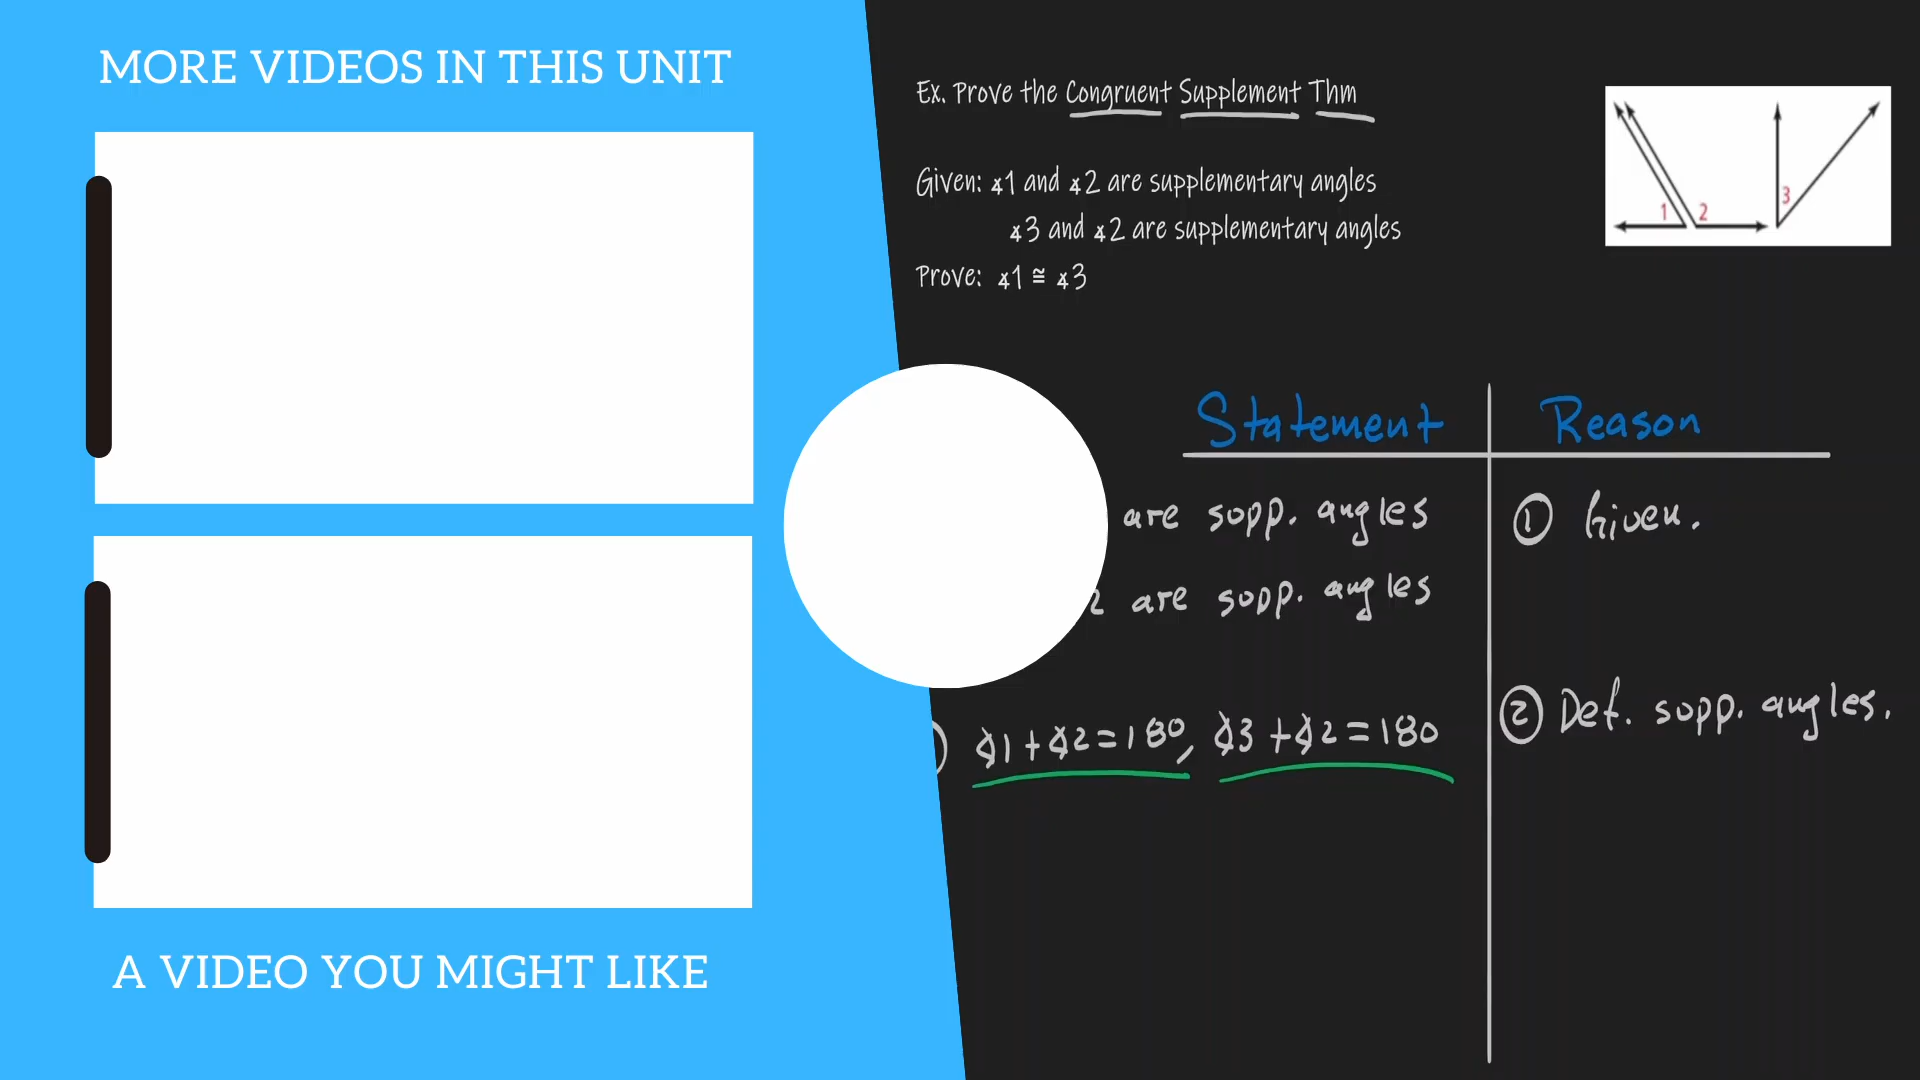 MORE VIDEOS IN THIS UNIT
A VIDEO YOU MIGHT LIKE
Ex. Prove the Congruent Supplement Thm
Given: ∡1 and ∡2 are supplementary angles
∡3 and ∡2 are supplementary angles
Prove: ∡1 ≅ ∡3
1 2 3
Statement Reason
are supp. angles ① Given.
2 are supp. angles
∡1+∡2=180, ∡3+∡2=180 ② Def. supp. angles.